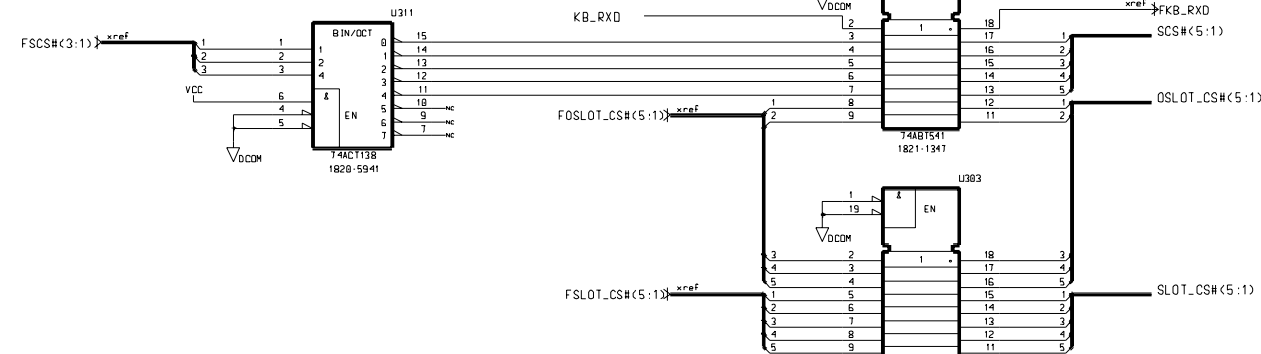 DCOM
xref
KB_RXD
FKB_RXD
2 1 18
U311
FSCS#(3:1) xref
BIN/OCT
SCS#(5:1)
1 1 1 0 15 3 17 1
2 2 2 1 14 4 16 2
3 3 4 2 13 5 15 3
3 12 6 14 4
VCC
6 & 4 11 7 13 5
4 EN 5 10 NC
5 6 9 NC
7 7 NC
DCOM
74ACT138
1820-5941
FOSLOT_CS#(5:1) xref
1 8 12 1
2 9 11 2
OSLOT_CS#(5:1)
74ABT541
1821-1347
U303
1 &
19 EN
DCOM
3 2 1 18 3
4 3 17 4
5 4 16 5
FSLOT_CS#(5:1) xref
SLOT_CS#(5:1)
1 5 15 1
2 6 14 2
3 7 13 3
4 8 12 4
5 9 11 5